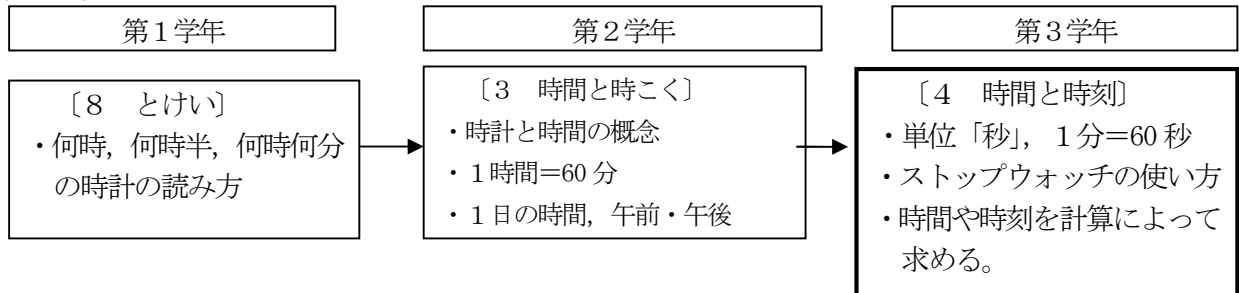 第１学年
第２学年
第３学年
〔８　とけい〕
・何時，何時半，何時何分
の時計の読み方
〔３　時間と時こく〕
・時計と時間の概念
・１時間＝60 分
・１日の時間，午前・午後
〔４　時間と時刻〕
・単位「秒」，１分＝60 秒
・ストップウォッチの使い方
・時間や時刻を計算によって
求める。